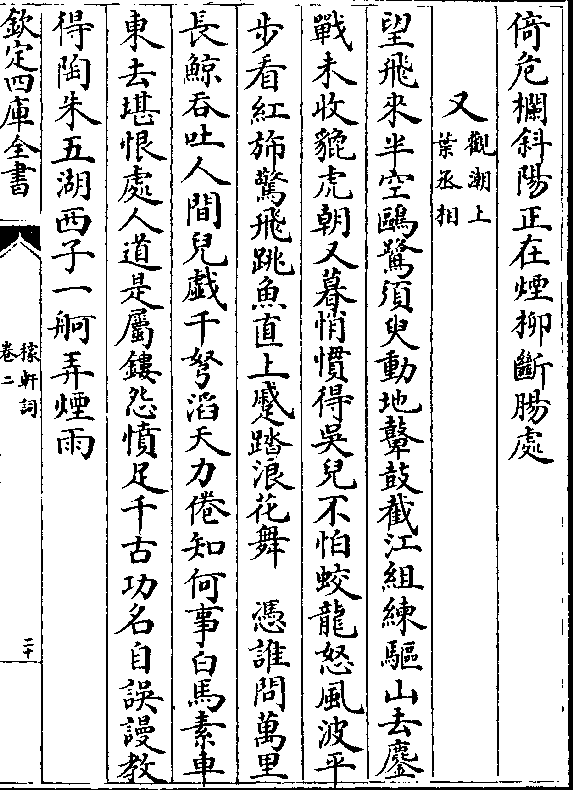 倚危欄斜陽正在煙柳斷腸處
又觀潮上葉丞相
望飛來半空鷗鷺須臾動地鼙鼓截江組練驅山去鏖
戰未收貔虎朝又暮悄慣得吳兒不怕蛟龍怒風波平
步看紅斾驚飛跳魚直上蹙踏浪花舞　憑誰問萬里
長鯨吞吐人間兒戲千弩滔天力倦知何事白馬素車
東去堪恨處人道是屬鏤怨憤足千古功名自誤謾教
得陶朱五湖西子一舸弄煙雨
欽定四庫全書
稼軒詞
卷二
二十